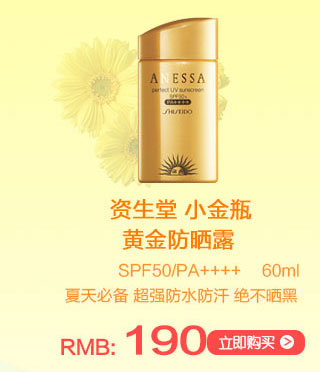 ANESSA
perfect UV sunscreen
SPF50+
PA++++
SHISEIDO
资生堂 小金瓶
黄金防晒露
SPF50/PA++++ 60ml
夏天必备 超强防水防汗 绝不晒黑
RMB: 190 立即购买 >